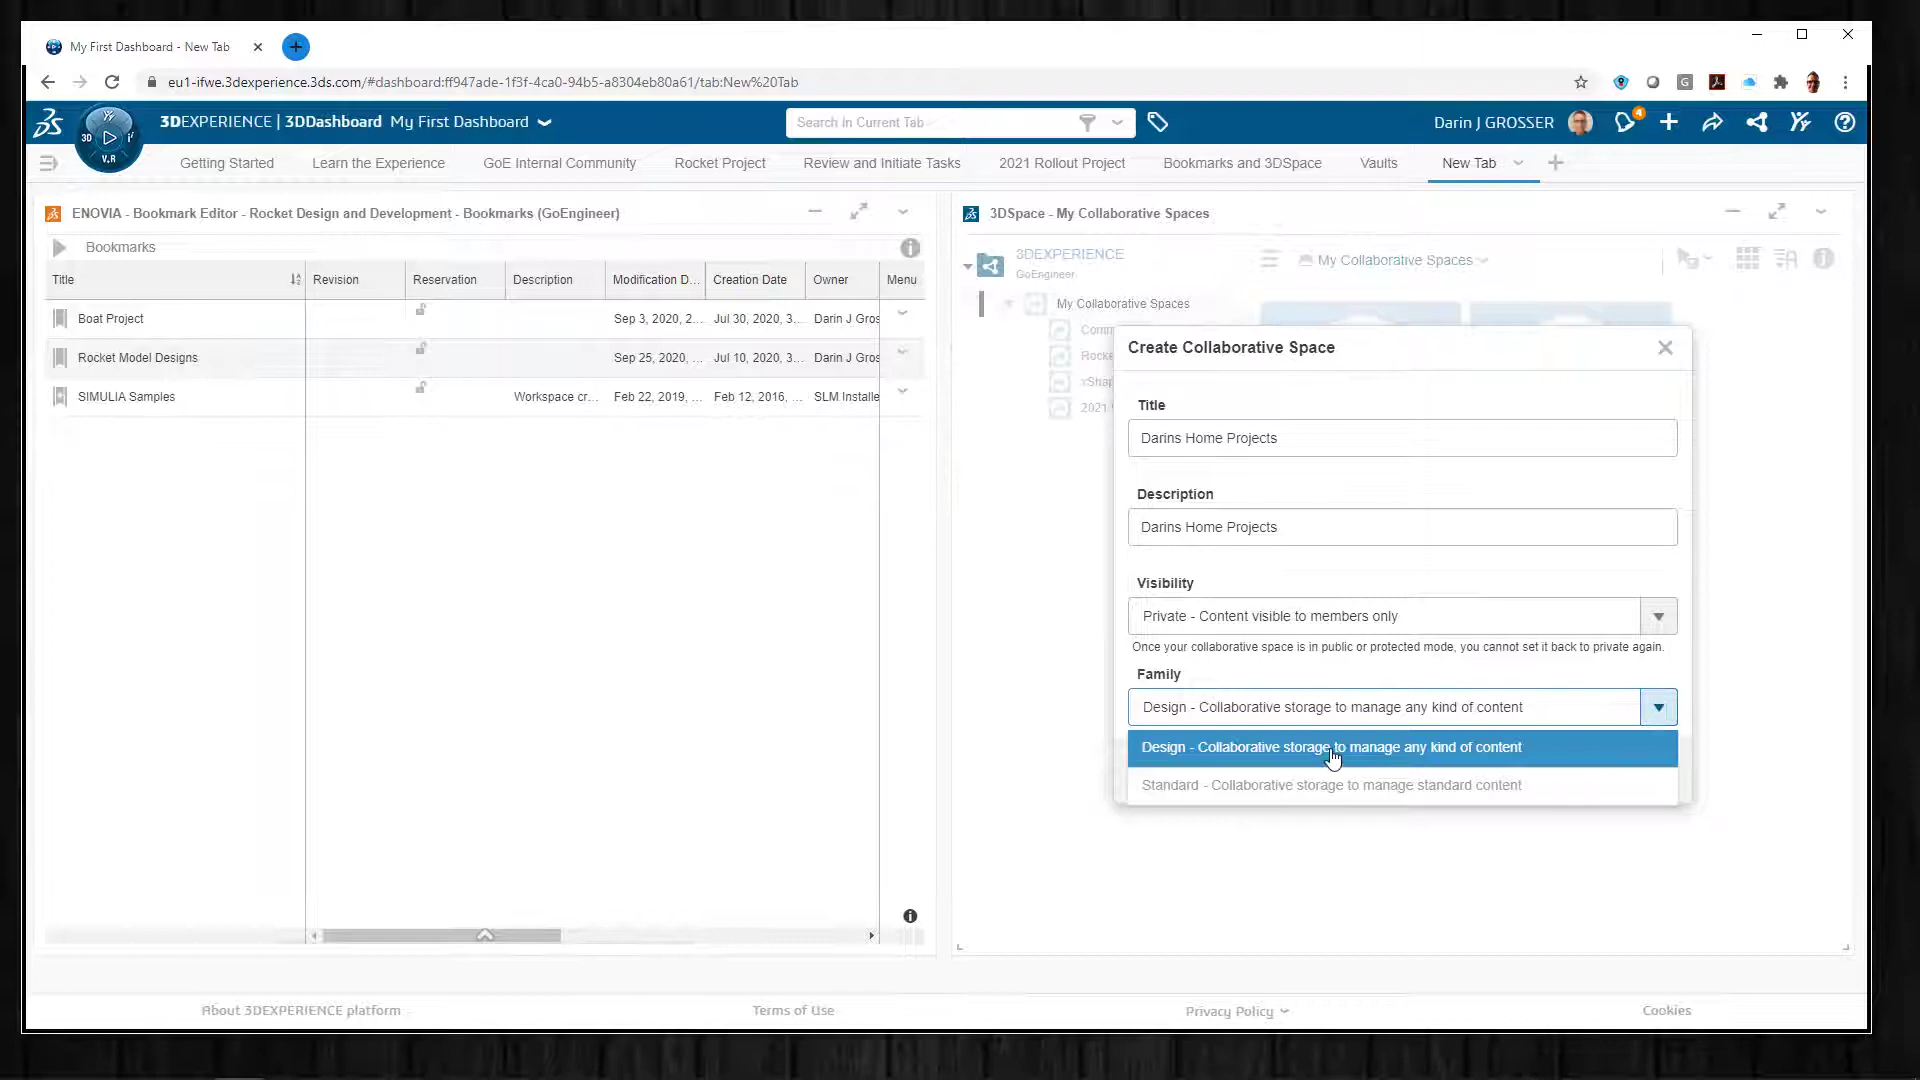 My First Dashboard - New Tab
eu1-ifwe.3dexperience.3ds.com/#dashboard:ff947ade-1f3f-4ca0-94b5-a8304eb80a61/tab:New%20Tab
3D
V.R
3DEXPERIENCE | 3DDashboard My First Dashboard
Search In Current Tab
Darin J GROSSER
4
Getting Started
Learn the Experience
GoE Internal Community
Rocket Project
Review and Initiate Tasks
2021 Rollout Project
Bookmarks and 3DSpace
Vaults
New Tab
ENOVIA - Bookmark Editor - Rocket Design and Development - Bookmarks (GoEngineer)
Bookmarks
Title Revision Reservation Description Modification D... Creation Date Owner Menu
Boat Project Sep 3, 2020, 2... Jul 30, 2020, 3... Darin J Gros
Rocket Model Designs Sep 25, 2020, ... Jul 10, 2020, 3... Darin J Gros
SIMULIA Samples Workspace cr... Feb 22, 2019, ... Feb 12, 2016, ... SLM Installe
3DSpace - My Collaborative Spaces
3DEXPERIENCE
GoEngineer
My Collaborative Spaces
My Collaborative Spaces
Comm
Rocke
xShap
2021
Create Collaborative Space
Title
Darins Home Projects
Description
Darins Home Projects
Visibility
Private - Content visible to members only
Once your collaborative space is in public or protected mode, you cannot set it back to private again.
Family
Design - Collaborative storage to manage any kind of content
Design - Collaborative storage to manage any kind of content
Standard - Collaborative storage to manage standard content
About 3DEXPERIENCE platform
Terms of Use
Privacy Policy
Cookies